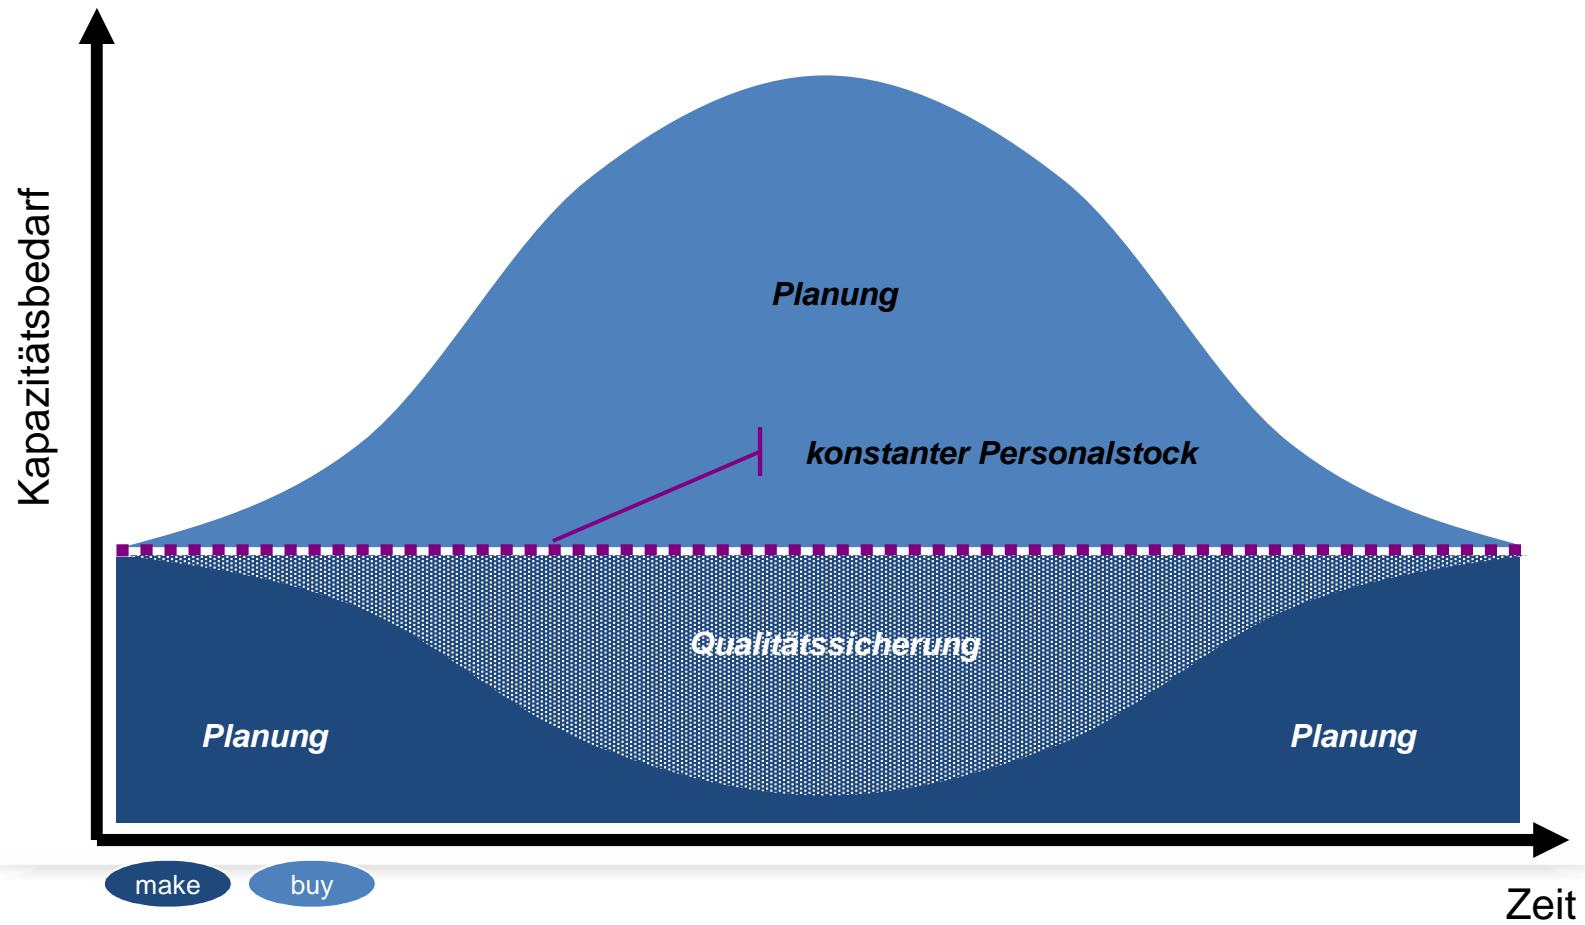 Kapazitätsbedarf
Planung
konstanter Personalstock
Qualitätssicherung
Planung
Planung
make
buy
Zeit